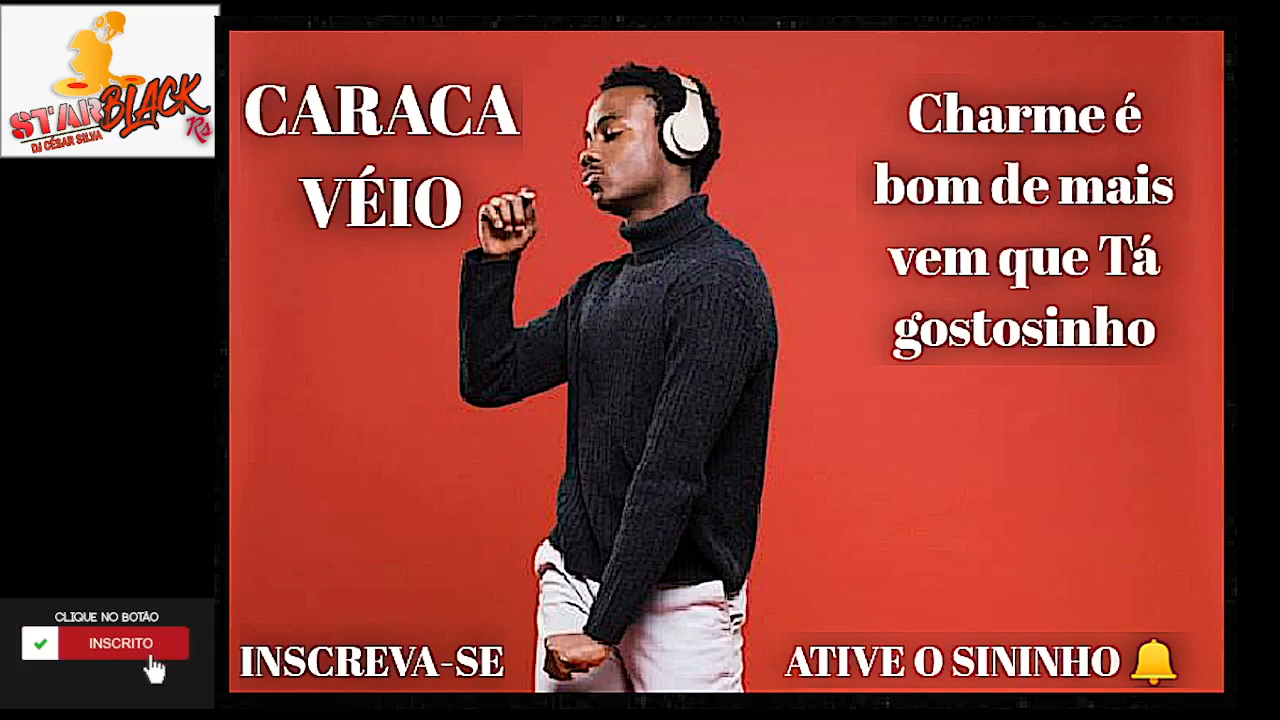 STAR BLACK
Rs
DJ CÉSAR SILVA
CARACA
VÉIO
Charme é
bom de mais
vem que Tá
gostosinho
CLIQUE NO BOTÃO
INSCRITO
INSCREVA-SE
ATIVE O SININHO